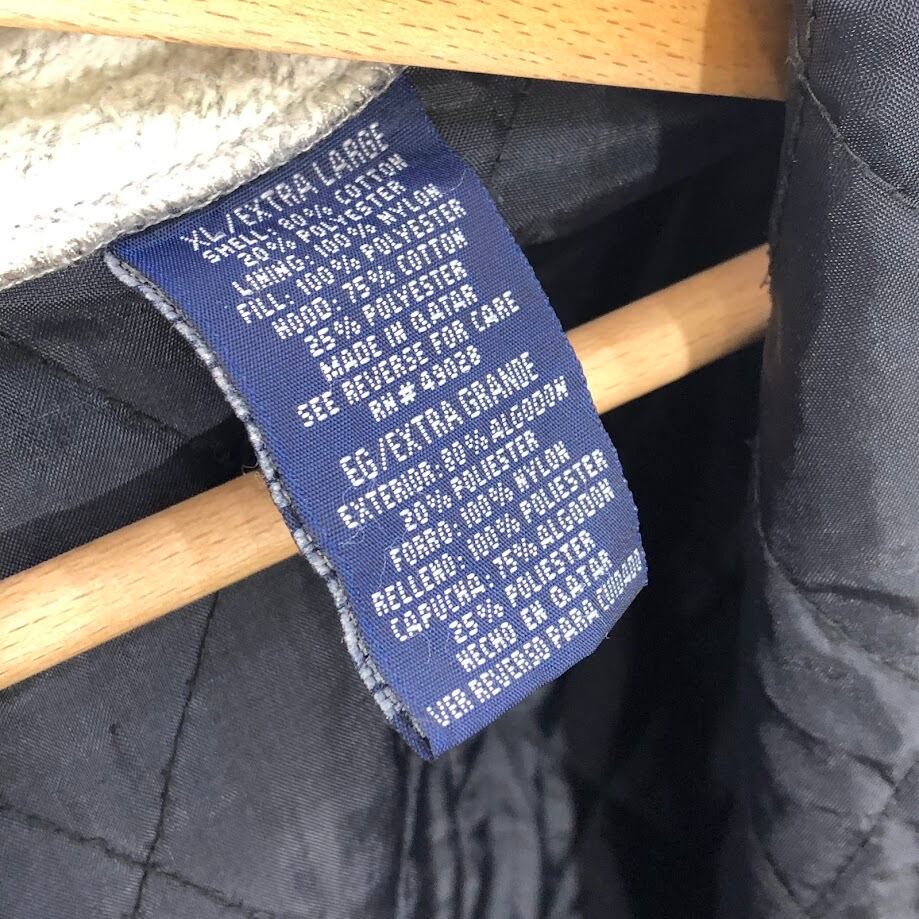 XL/EXTRA LARGE
SHELL: 80% COTTON
20% POLYESTER
LINING: 100% NYLON
FILL: 100% POLYESTER
HOOD: 75% COTTON
25% POLYESTER
MADE IN QATAR
SEE REVERSE FOR CARE
RN# 49028
EG/EXTRA GRANDE
EXTERIOR: 80% ALGODON
20% POLIESTER
FORRO: 100% NYLON
RELLENO: 100% POLIESTER
CAPUCHA: 75% ALGODON
25% POLIESTER
HECHO EN QATAR
VER REVERSO PARA CUIDADO